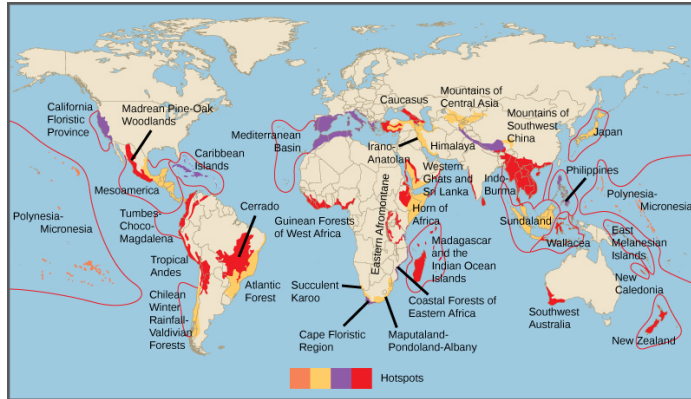 California
Floristic
Province
Madrean Pine-Oak
Woodlands
Mesoamerica
Caribbean
Islands
Polynesia-
Micronesia
Tumbes-
Choco-
Magdalena
Cerrado
Tropical
Andes
Atlantic
Forest
Chilean
Winter
Rainfall-
Valdivian
Forests
Mediterranean
Basin
Caucasus
Irano-
Anatolian
Mountains of
Central Asia
Himalaya
Mountains of
Southwest
China
Japan
Western
Ghats and
Sri Lanka
Indo-
Burma
Philippines
Polynesia-
Micronesia
Guinean Forests
of West Africa
Eastern Afromontane
Horn of
Africa
Sundaland
Wallacea
East
Melanesian
Islands
New
Caledonia
Madagascar
and the
Indian Ocean
Islands
Succulent
Karoo
Coastal Forests of
Eastern Africa
Cape Floristic
Region
Maputaland-
Pondoland-Albany
Southwest
Australia
New Zealand
Hotspots